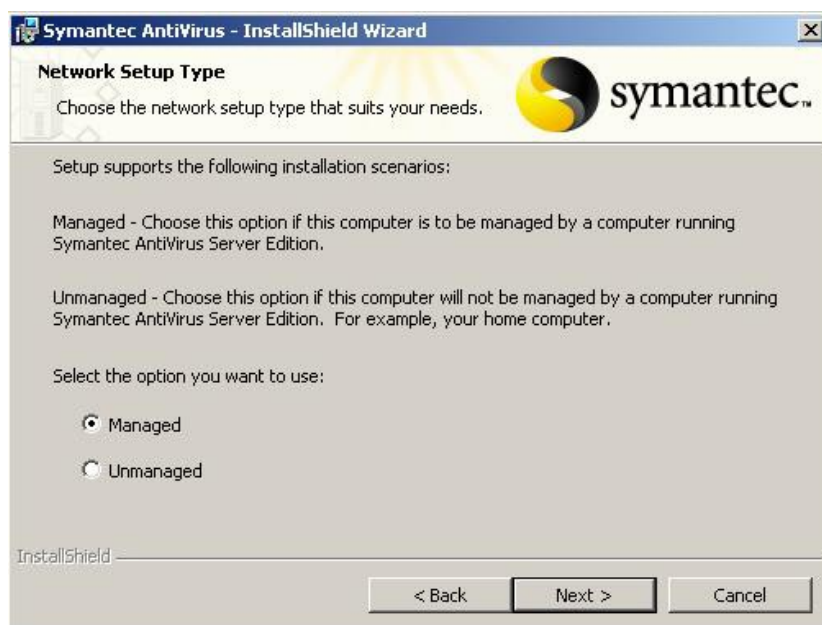 Symantec AntiVirus - InstallShield Wizard
Network Setup Type
Choose the network setup type that suits your needs.
symantec.™
Setup supports the following installation scenarios:
Managed - Choose this option if this computer is to be managed by a computer running
Symantec AntiVirus Server Edition.
Unmanaged - Choose this option if this computer will not be managed by a computer running
Symantec AntiVirus Server Edition. For example, your home computer.
Select the option you want to use:
Managed
Unmanaged
InstallShield
< Back
Next >
Cancel